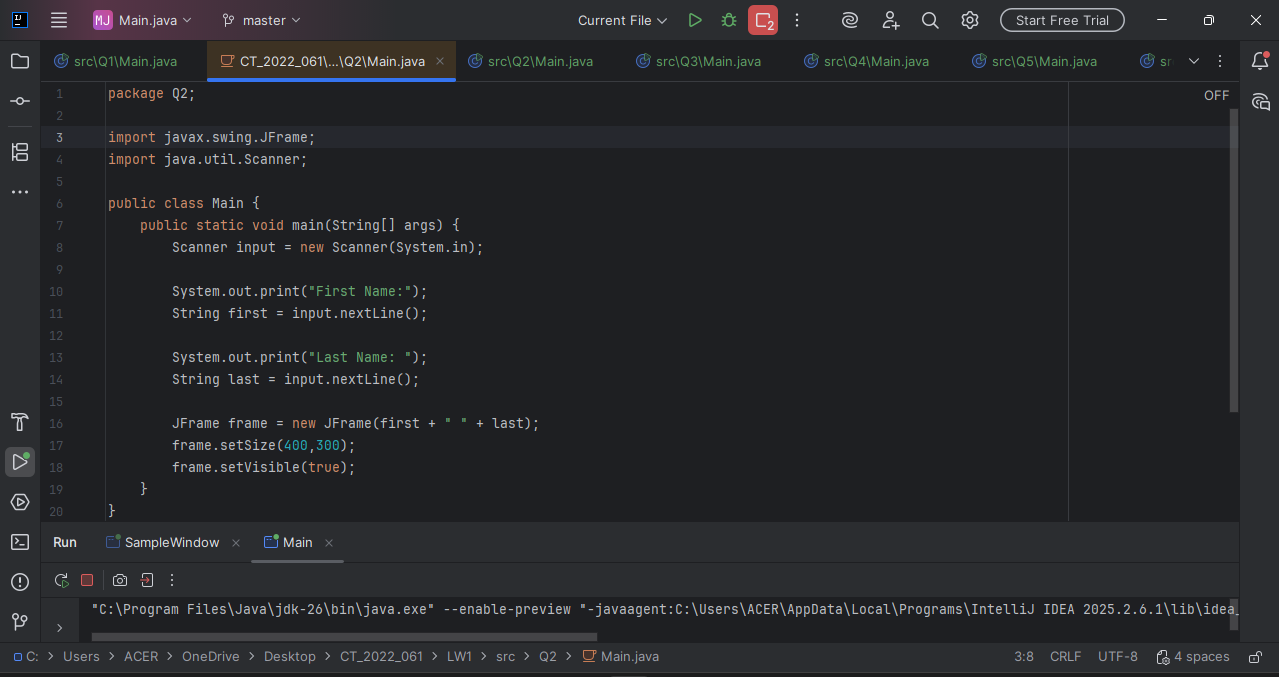 MJ Main.java master Current File 2 Start Free Trial
src\Q1\Main.java CT_2022_061\...\Q2\Main.java src\Q2\Main.java src\Q3\Main.java src\Q4\Main.java src\Q5\Main.java sr
OFF
1 package Q2;
2
3 import javax.swing.JFrame;
4 import java.util.Scanner;
5
6 public class Main {
7 public static void main(String[] args) {
8 Scanner input = new Scanner(System.in);
9
10 System.out.print("First Name:");
11 String first = input.nextLine();
12
13 System.out.print("Last Name: ");
14 String last = input.nextLine();
15
16 JFrame frame = new JFrame(first + " " + last);
17 frame.setSize(400,300);
18 frame.setVisible(true);
19 }
20 }
Run SampleWindow Main
"C:\Program Files\Java\jdk-26\bin\java.exe" --enable-preview "-javaagent:C:\Users\ACER\AppData\Local\Programs\IntelliJ IDEA 2025.2.6.1\lib\idea_
C: > Users > ACER > OneDrive > Desktop > CT_2022_061 > LW1 > src > Q2 > Main.java 3:8 CRLF UTF-8 4 spaces